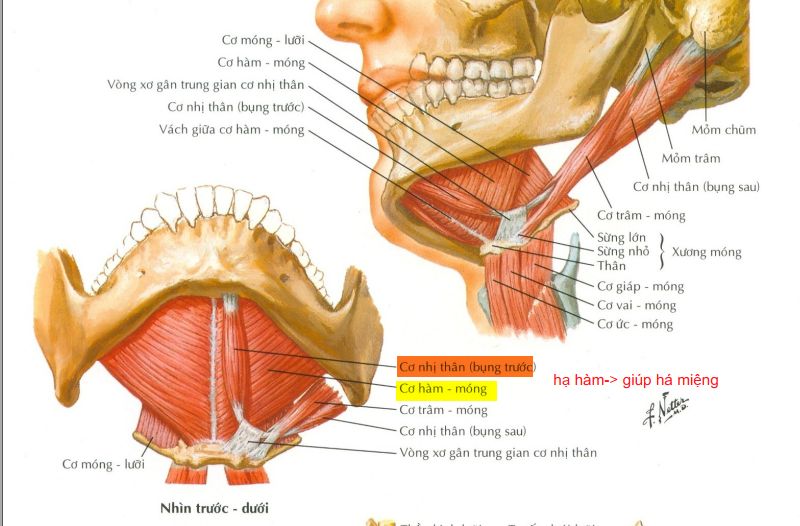 Cơ móng - lưỡi
Cơ hàm - móng
Vòng xơ gân trung gian cơ nhị thân
Cơ nhị thân (bụng trước)
Vách giữa cơ hàm - móng
Mỏm chũm
Mỏm trâm
Cơ nhị thân (bụng sau)
Cơ trâm - móng
Sừng lớn
Sừng nhỏ
Thân
Xương móng
Cơ giáp - móng
Cơ vai - móng
Cơ ức - móng
Cơ nhị thân (bụng trước)
Cơ hàm - móng
hạ hàm-> giúp há miệng
Cơ trâm - móng
Cơ nhị thân (bụng sau)
Vòng xơ gân trung gian cơ nhị thân
Cơ móng - lưỡi
F. Netter M.D.
Nhìn trước - dưới